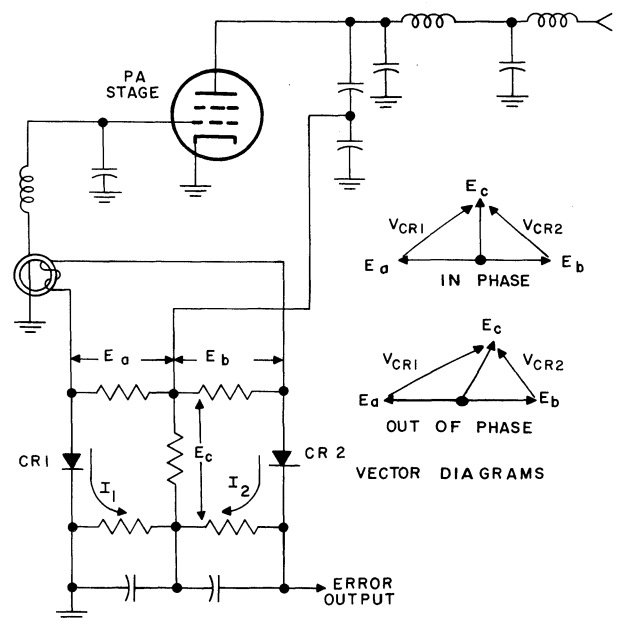 PA
STAGE
Ec
VCR1
VCR2
Ea
Eb
IN PHASE
Ec
VCR1
VCR2
Ea
Eb
OUT OF PHASE
VECTOR DIAGRAMS
Ea
Eb
Ec
CR1
CR 2
I1
I2
ERROR
OUTPUT